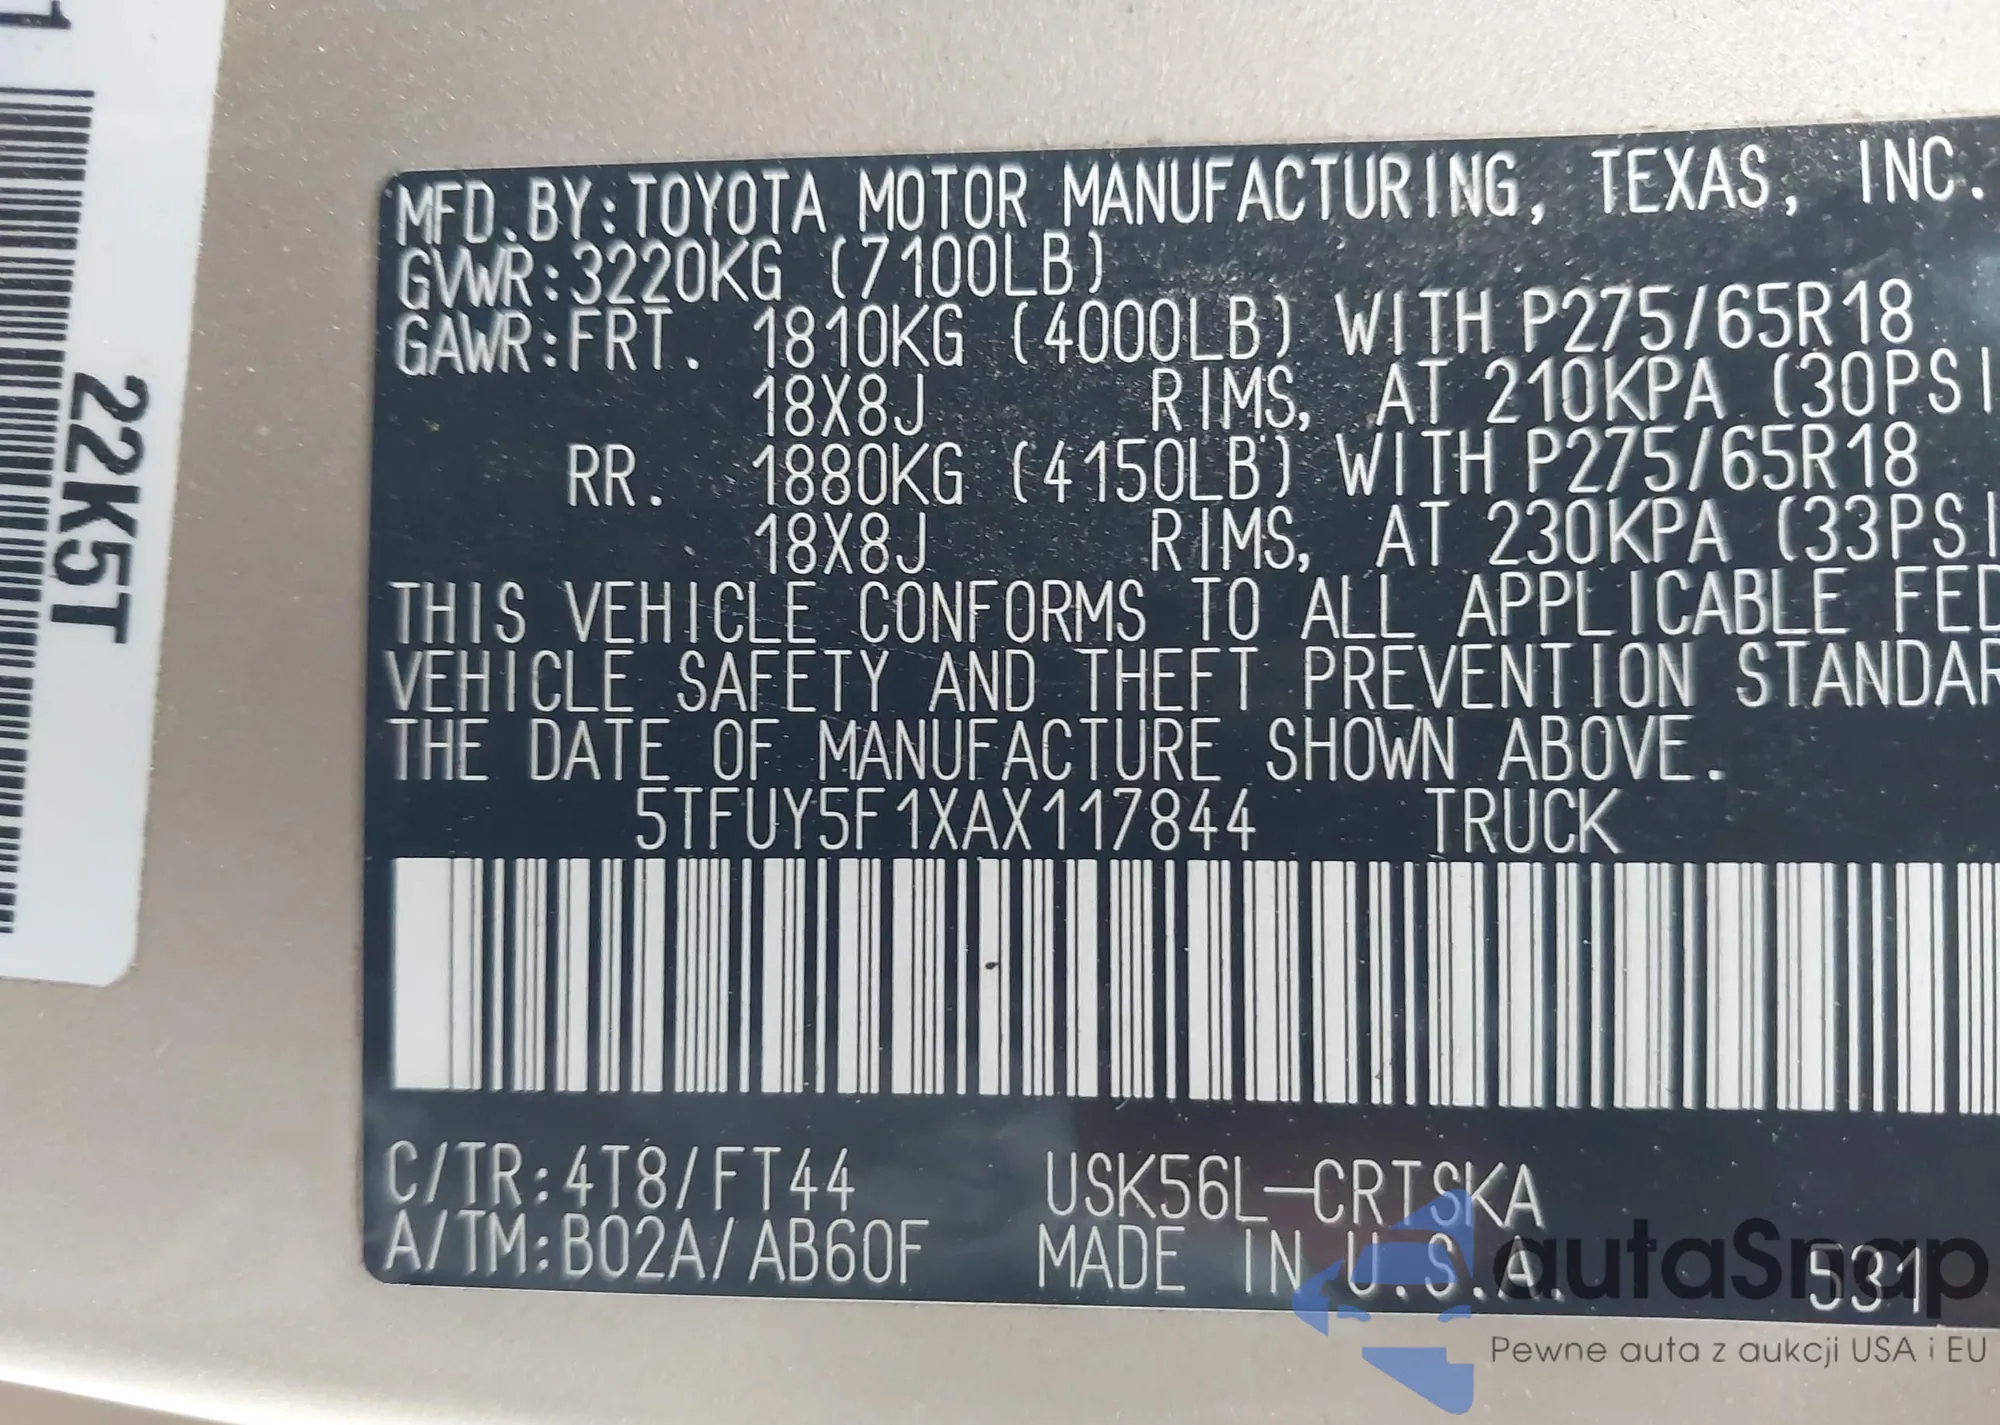 MFD.BY:TOYOTA MOTOR MANUFACTURING, TEXAS, INC.
GVWR:3220KG (7100LB)
GAWR:FRT. 1810KG (4000LB) WITH P275/65R18
18X8J RIMS, AT 210KPA (30PSI
RR. 1880KG (4150LB) WITH P275/65R18
18X8J RIMS, AT 230KPA (33PSI
THIS VEHICLE CONFORMS TO ALL APPLICABLE FED
VEHICLE SAFETY AND THEFT PREVENTION STANDAR
THE DATE OF MANUFACTURE SHOWN ABOVE.
5TFUY5F1XAX117844 TRUCK
C/TR:4T8/FT44 USK56L-CRTSKA
A/TM:B02A/AB60F MADE IN U.S.A. 531
22K5T
1
autaSnap
Pewne auta z aukcji USA i EU